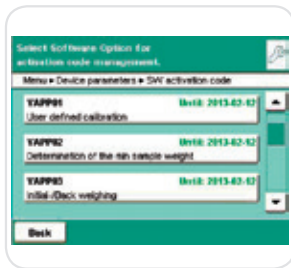 Select Software Option for
activation code management.
Menu ▸ Device parameters ▸ SW activation code
YAPP01 Until: 2013-02-12
User defined calibration
YAPP02 Until: 2013-02-12
Determination of the min sample weight
YAPP03 Until: 2013-02-12
Initial-/Back weighing
Back